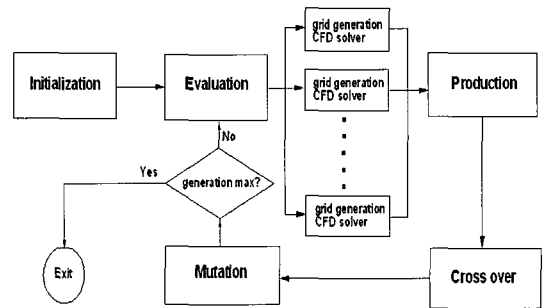 grid generation
CFD solver
Initialization
Evaluation
grid generation
CFD solver
Production
No
Yes
generation max?
grid generation
CFD solver
Exit
Mutation
Cross over